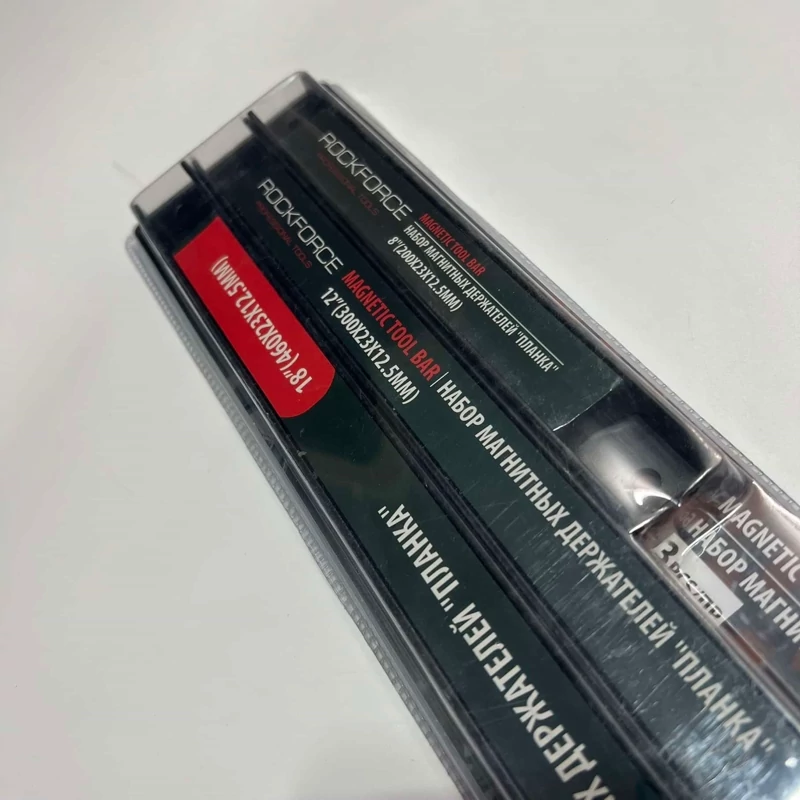 ROCKFORCE
PROFESSIONAL TOOLS
MAGNETIC TOOL BAR
НАБОР МАГНИТНЫХ ДЕРЖАТЕЛЕЙ "ПЛАНКА"
8"(200X23X12.5MM)
ROCKFORCE
PROFESSIONAL TOOLS
MAGNETIC TOOL BAR | НАБОР МАГНИТНЫХ ДЕРЖАТЕЛЕЙ "ПЛАНКА"
12"(300X23X12.5MM)
18"(460X23X12.5MM)
ДЕРЖАТЕЛЕЙ "ПЛАНКА"
MAGNETIC
НАБОР МАГНИ
3